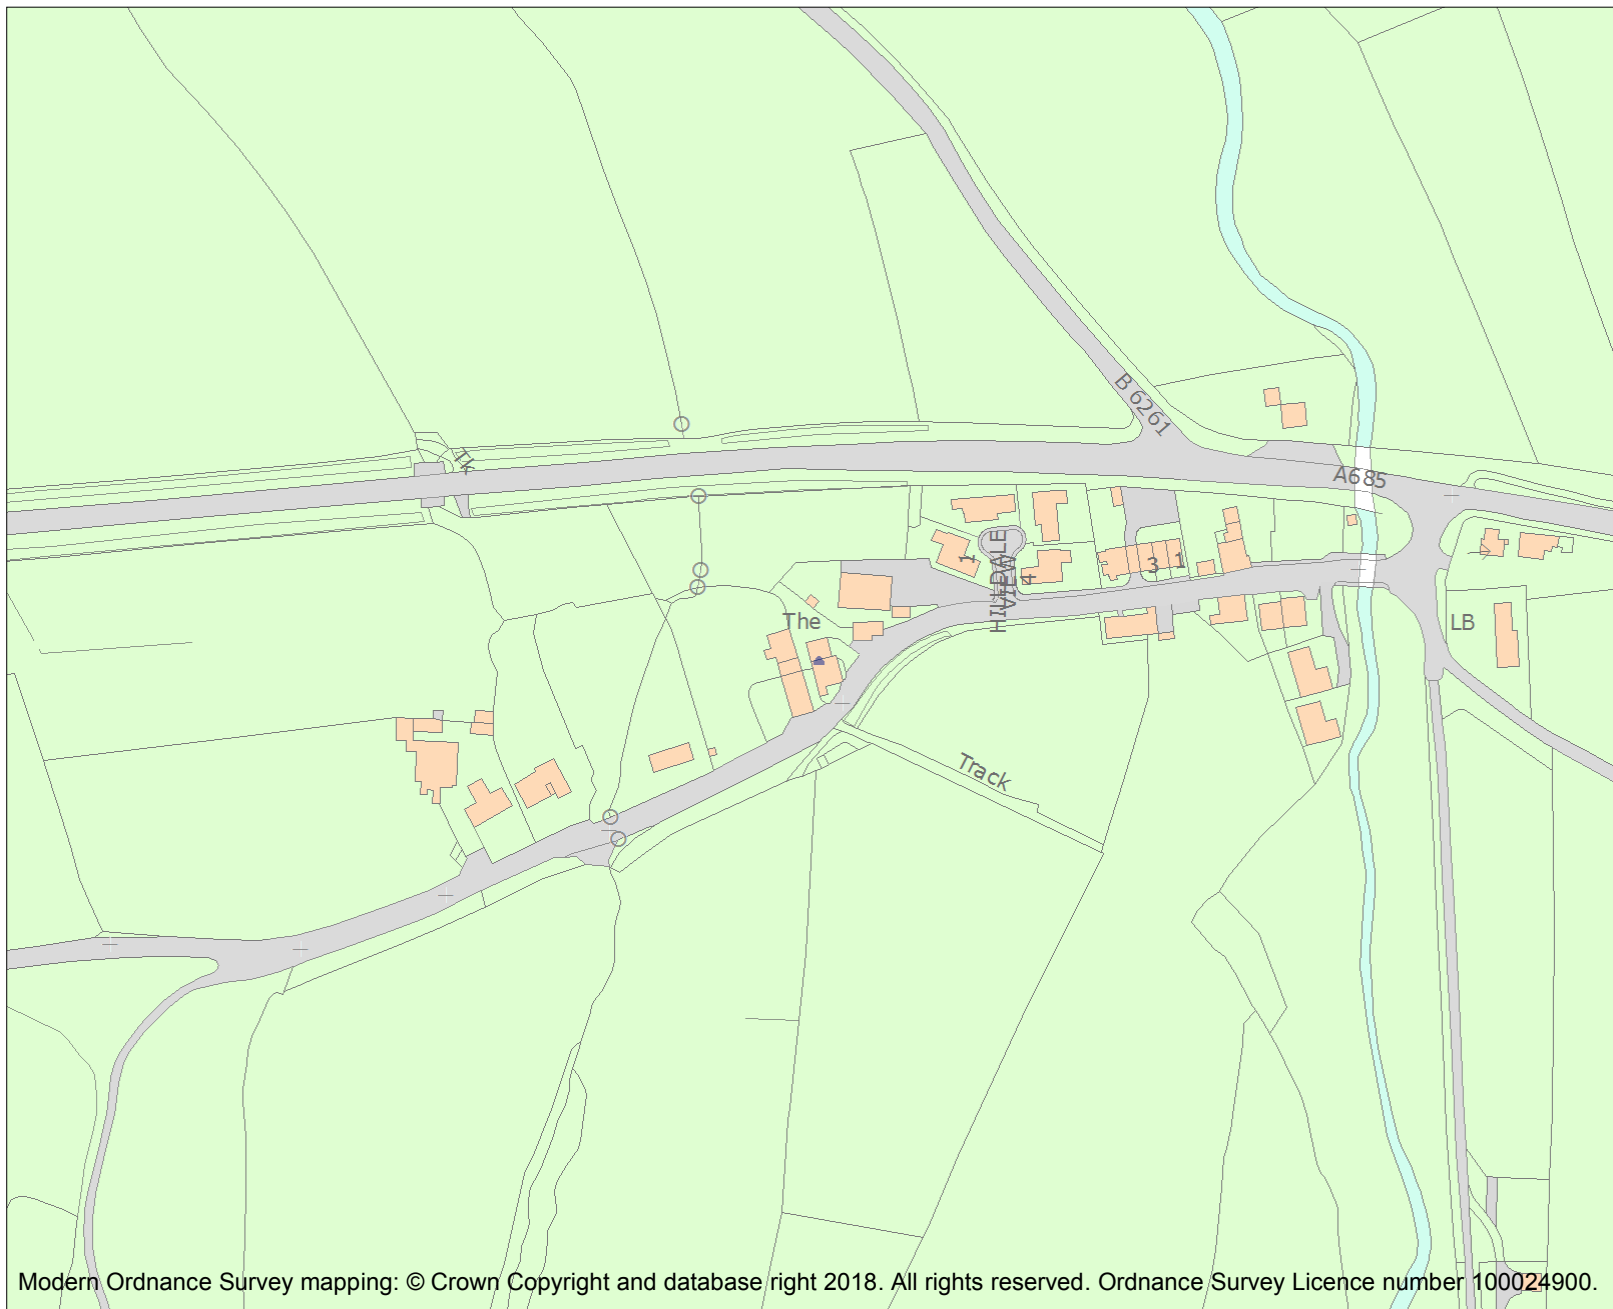 B 6261
Tk
A685
HILLDALE
VIEW
1
4
3
1
The
LB
Track
Modern Ordnance Survey mapping: © Crown Copyright and database right 2018. All rights reserved. Ordnance Survey Licence number 100024900.